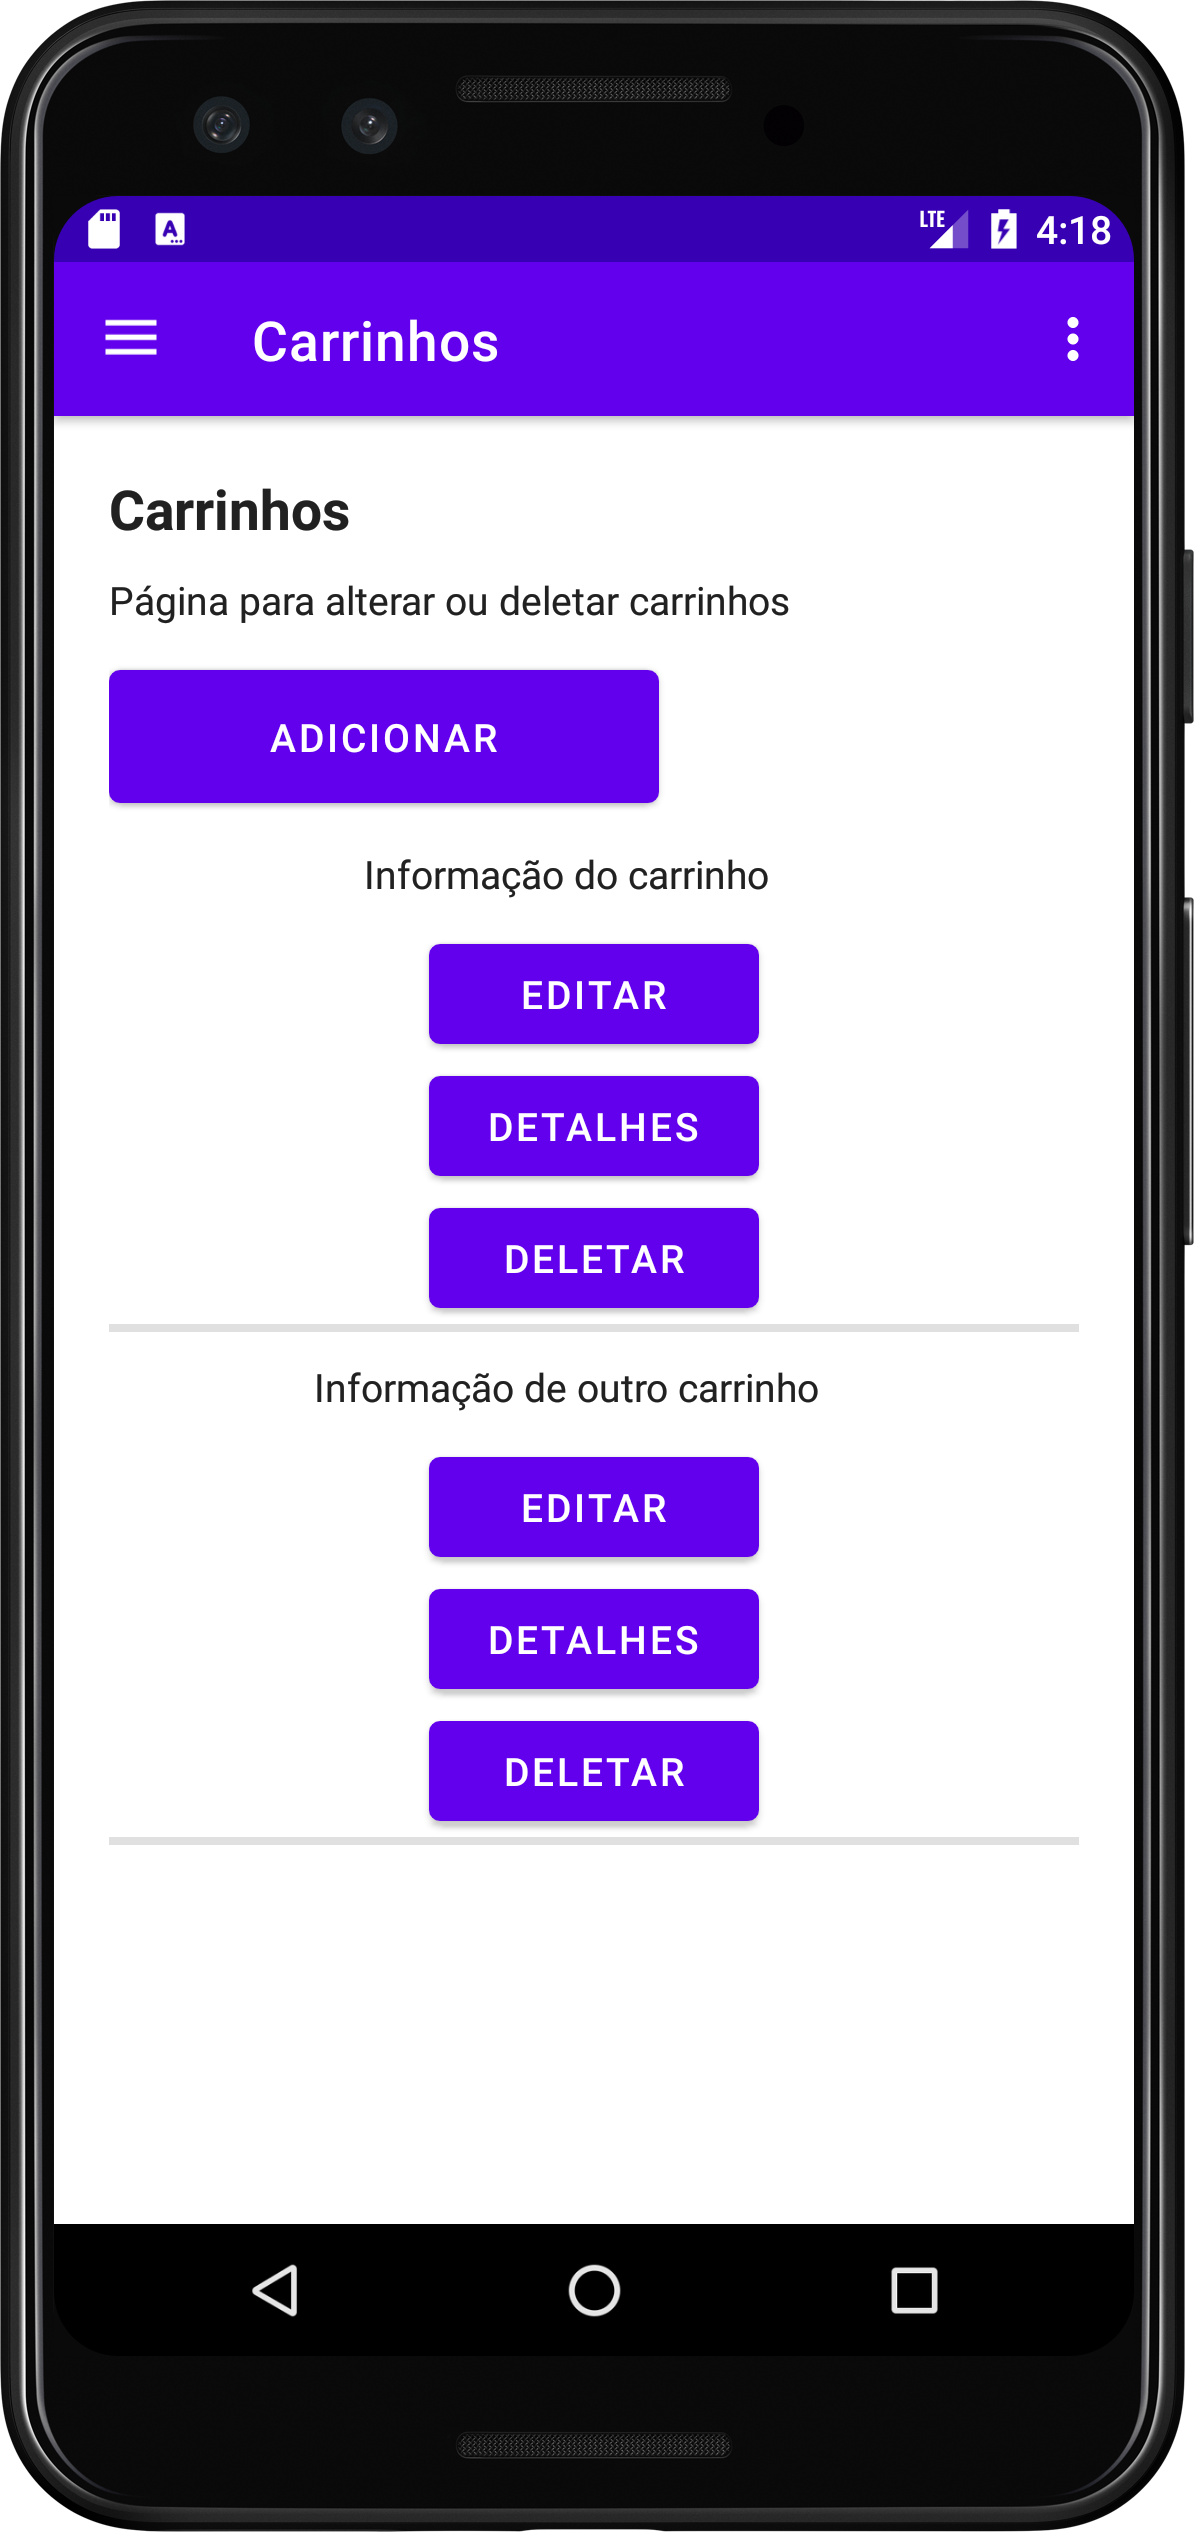 LTE 4:18
Carrinhos
Carrinhos
Página para alterar ou deletar carrinhos
ADICIONAR
Informação do carrinho
EDITAR
DETALHES
DELETAR
Informação de outro carrinho
EDITAR
DETALHES
DELETAR